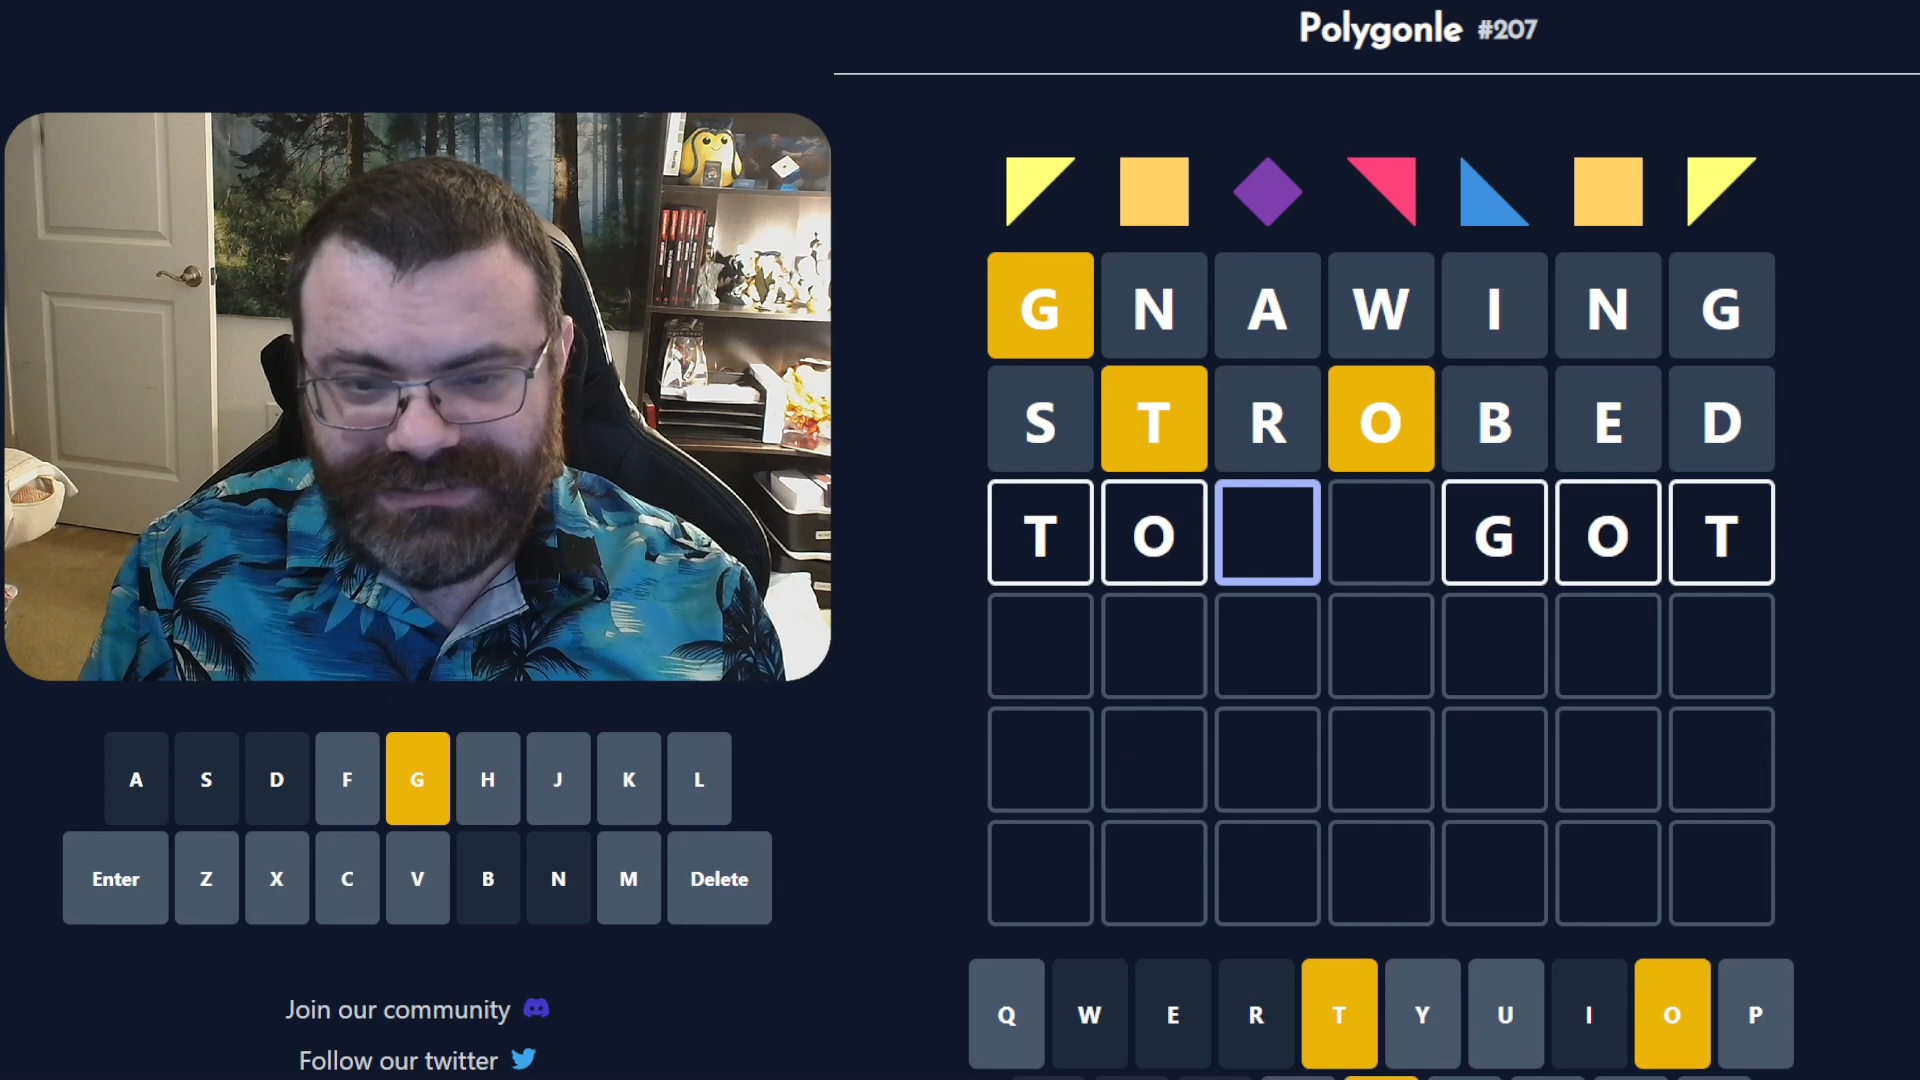 Polygonle #207
G N A W I N G
S T R O B E D
T O G O T
A S D F G H J K L
Enter Z X C V B N M Delete
Q W E R T Y U I O P
Join our community
Follow our twitter